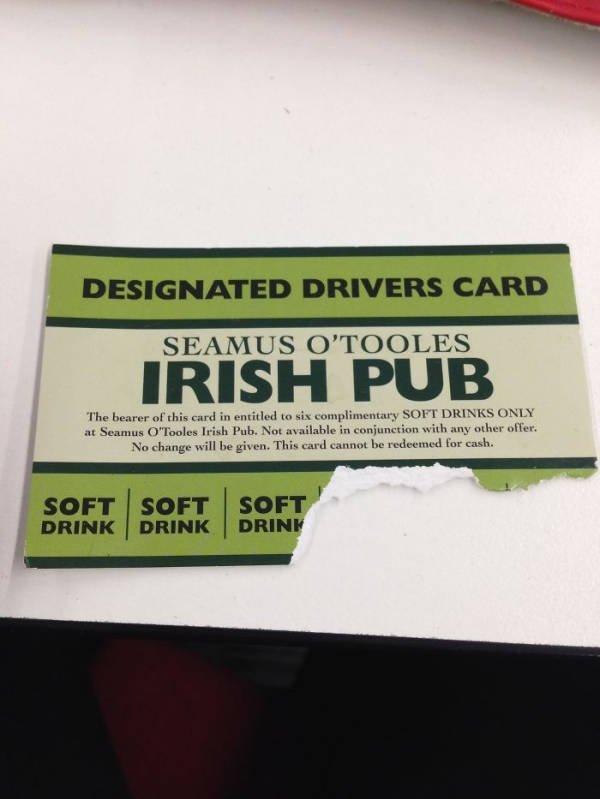 DESIGNATED DRIVERS CARD
SEAMUS O'TOOLES
IRISH PUB
The bearer of this card in entitled to six complimentary SOFT DRINKS ONLY
at Seamus O'Tooles Irish Pub. Not available in conjunction with any other offer.
No change will be given. This card cannot be redeemed for cash.
SOFT SOFT SOFT
DRINK DRINK DRINK